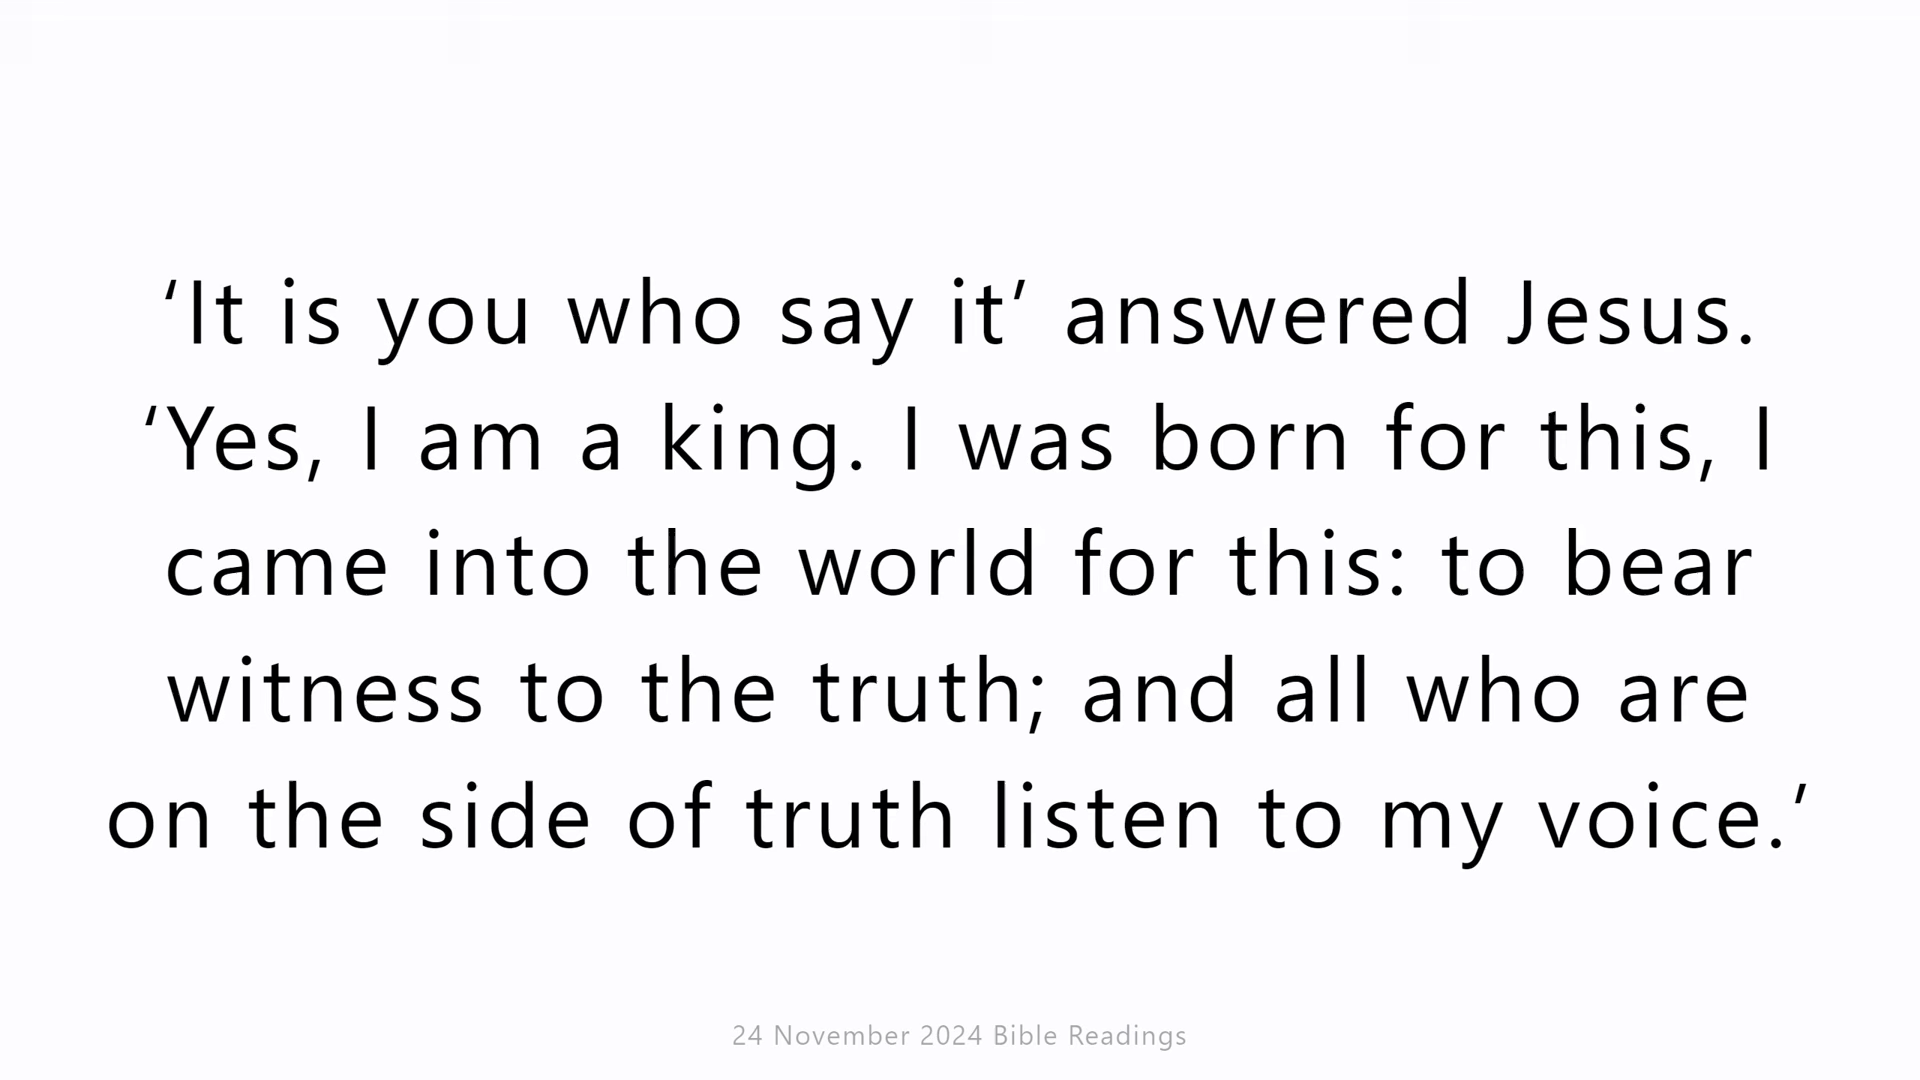 ‘It is you who say it’ answered Jesus.
‘Yes, I am a king. I was born for this, I
came into the world for this: to bear
witness to the truth; and all who are
on the side of truth listen to my voice.’
24 November 2024 Bible Readings